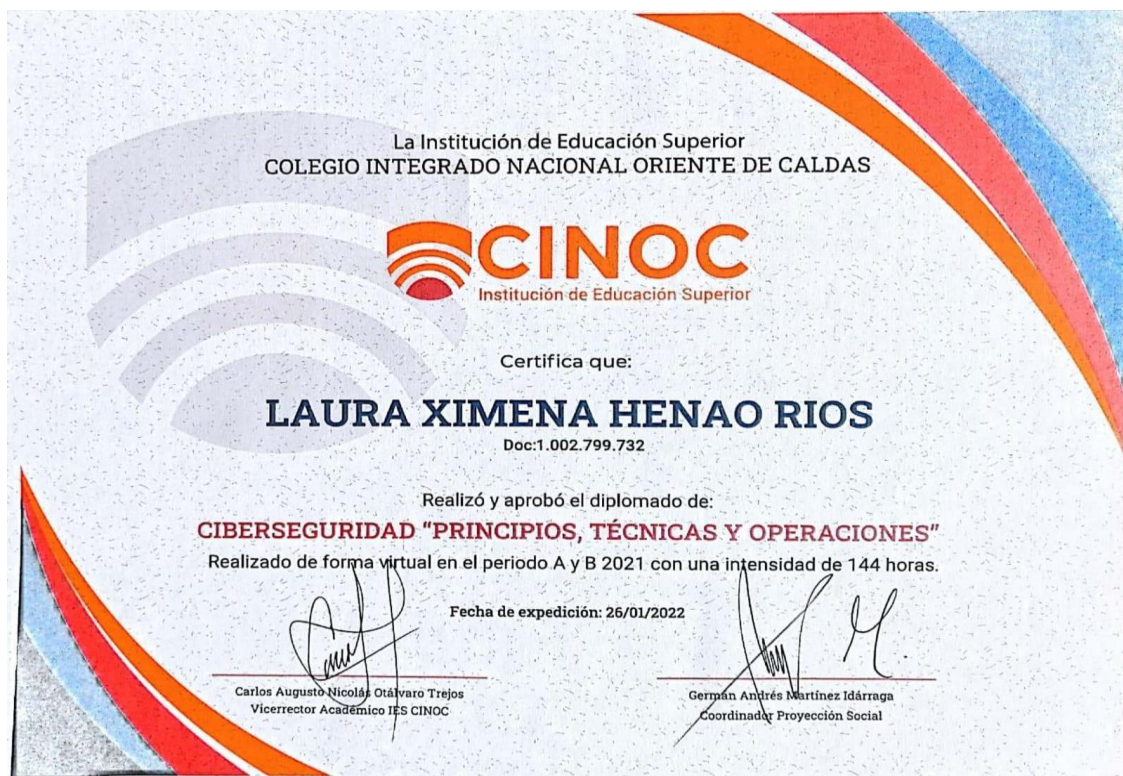 La Institución de Educación Superior
COLEGIO INTEGRADO NACIONAL ORIENTE DE CALDAS
CINOC
Institución de Educación Superior
Certifica que:
LAURA XIMENA HENAO RIOS
Doc:1.002.799.732
Realizó y aprobó el diplomado de:
CIBERSEGURIDAD “PRINCIPIOS, TÉCNICAS Y OPERACIONES”
Realizado de forma virtual en el periodo A y B 2021 con una intensidad de 144 horas.
Fecha de expedición: 26/01/2022
Carlos Augusto Nicolás Otálvaro Trejos
Vicerrector Académico IES CINOC
Germán Andrés Martínez Idárraga
Coordinador Proyección Social